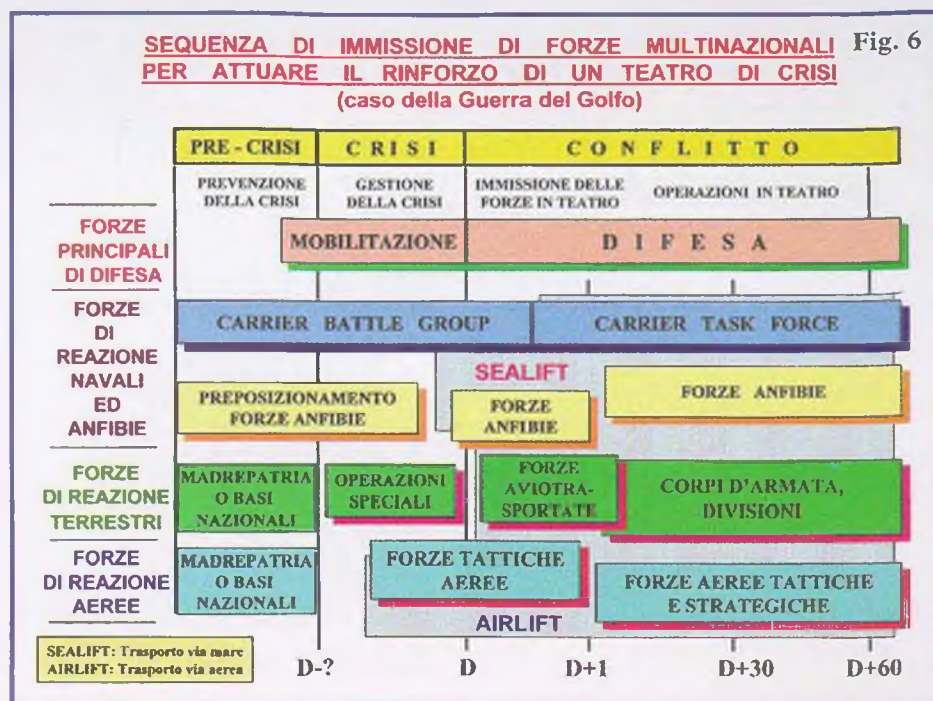 SEQUENZA DI IMMISSIONE DI FORZE MULTINAZIONALI
PER ATTUARE IL RINFORZO DI UN TEATRO DI CRISI
(caso della Guerra del Golfo)
Fig. 6
PRE - CRISI
C R I S I
C O N F L I T T O
PREVENZIONE
DELLA CRISI
GESTIONE
DELLA CRISI
IMMISSIONE DELLE
FORZE IN TEATRO
OPERAZIONI IN TEATRO
FORZE
PRINCIPALI
DI DIFESA
MOBILITAZIONE
D I F E S A
FORZE
DI
REAZIONE
NAVALI
ED
ANFIBIE
CARRIER BATTLE GROUP
CARRIER TASK FORCE
SEALIFT
PREPOSIZIONAMENTO
FORZE ANFIBIE
FORZE
ANFIBIE
FORZE ANFIBIE
FORZE
DI REAZIONE
TERRESTRI
MADREPATRIA
O BASI
NAZIONALI
OPERAZIONI
SPECIALI
FORZE
AVIOTRA-
SPORTATE
CORPI D'ARMATA,
DIVISIONI
FORZE
DI REAZIONE
AEREE
MADREPATRIA
O BASI
NAZIONALI
FORZE TATTICHE
AEREE
FORZE AEREE TATTICHE
E STRATEGICHE
AIRLIFT
SEALIFT: Trasporto via mare
AIRLIFT: Trasporto via aerea
D-?
D
D+1
D+30
D+60